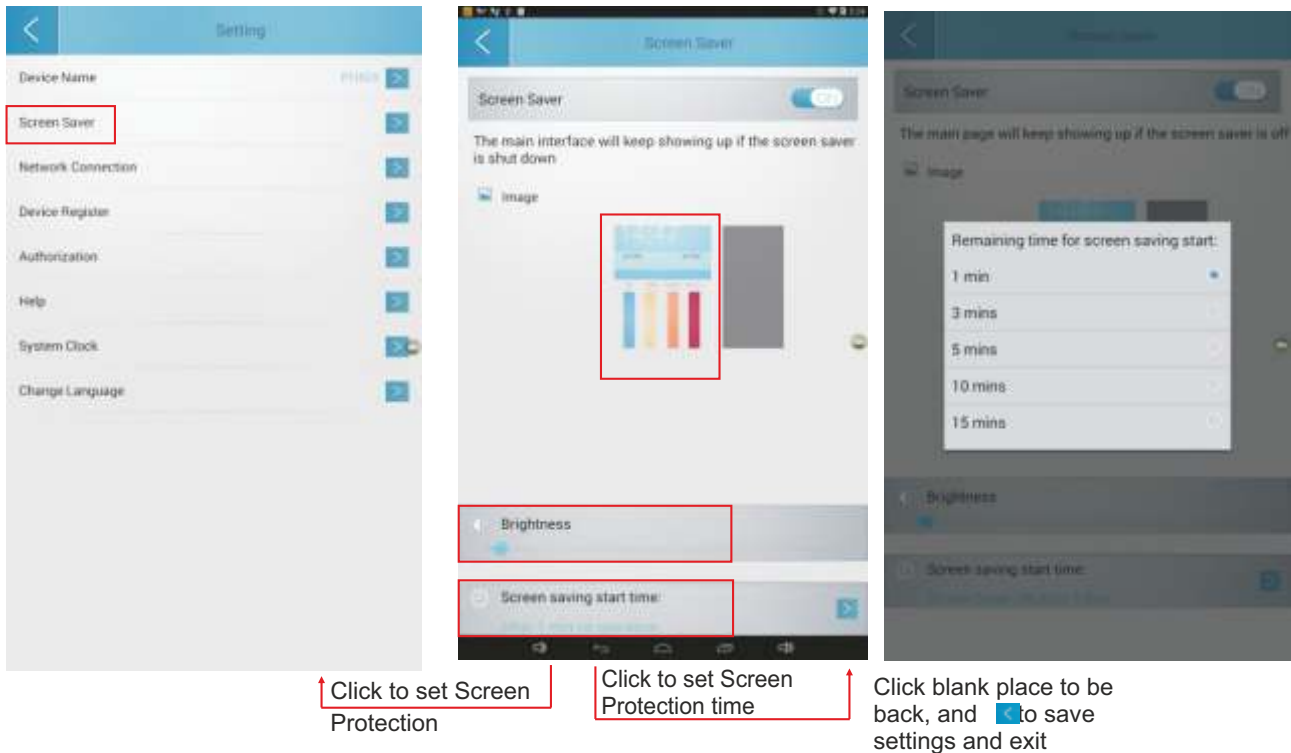 Setting
Device Name
Screen Saver
Network Connection
Device Register
Authorization
Help
System Clock
Change Language
Screen Saver
Screen Saver
ON
The main interface will keep showing up if the screen saver
is shut down
Image
Brightness
Screen saving start time:
Screen Saver
The main page will keep showing up if the screen saver is off
Image
Remaining time for screen saving start:
1 min
3 mins
5 mins
10 mins
15 mins
Brightness
Screen saving start time:
Click to set Screen
Protection
Click to set Screen
Protection time
Click blank place to be
back, and to save
settings and exit